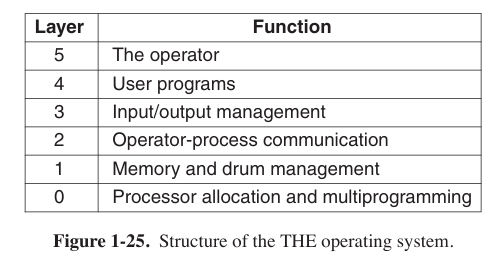 Layer Function
5 The operator
4 User programs
3 Input/output management
2 Operator-process communication
1 Memory and drum management
0 Processor allocation and multiprogramming
Figure 1-25. Structure of the THE operating system.